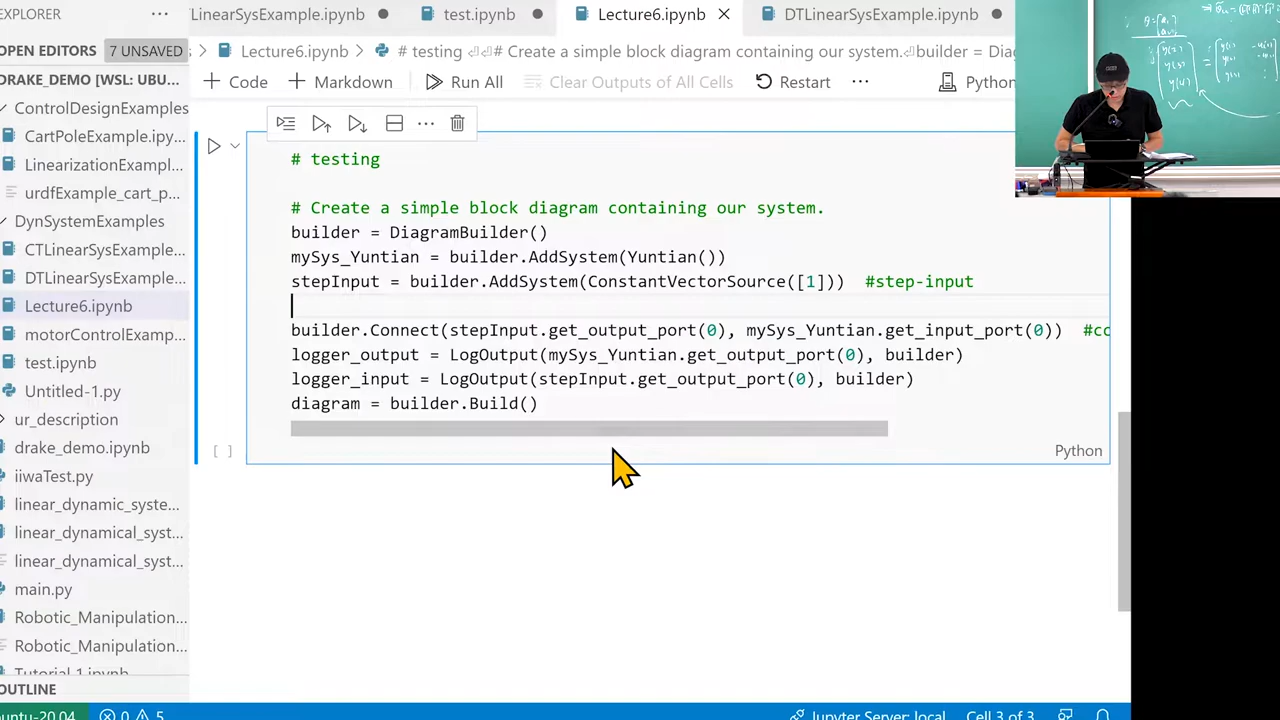 EXPLORER
LinearSysExample.ipynb
test.ipynb
Lecture6.ipynb
DTLinearSysExample.ipynb
OPEN EDITORS 7 UNSAVED
Lecture6.ipynb > # testing ⏎⏎# Create a simple block diagram containing our system.⏎builder = Diag
+ Code + Markdown Run All Clear Outputs of All Cells Restart ... Python
DRAKE_DEMO [WSL: UBU...
ControlDesignExamples
CartPoleExample.ipy...
LinearizationExampl...
urdfExample_cart_p...
DynSystemExamples
CTLinearSysExample...
DTLinearSysExample...
Lecture6.ipynb
motorControlExamp...
test.ipynb
Untitled-1.py
ur_description
drake_demo.ipynb
iiwaTest.py
linear_dynamic_syste...
linear_dynamical_syst...
linear_dynamical_syst...
main.py
Robotic_Manipulation...
Robotic_Manipulation...
Tutorial 1.ipynb
OUTLINE
# testing
# Create a simple block diagram containing our system.
builder = DiagramBuilder()
mySys_Yuntian = builder.AddSystem(Yuntian())
stepInput = builder.AddSystem(ConstantVectorSource([1])) #step-input
builder.Connect(stepInput.get_output_port(0), mySys_Yuntian.get_input_port(0)) #co
logger_output = LogOutput(mySys_Yuntian.get_output_port(0), builder)
logger_input = LogOutput(stepInput.get_output_port(0), builder)
diagram = builder.Build()
[ ]
Python
buntu-20.04 0 5 Jupyter Server: local Cell 3 of 3